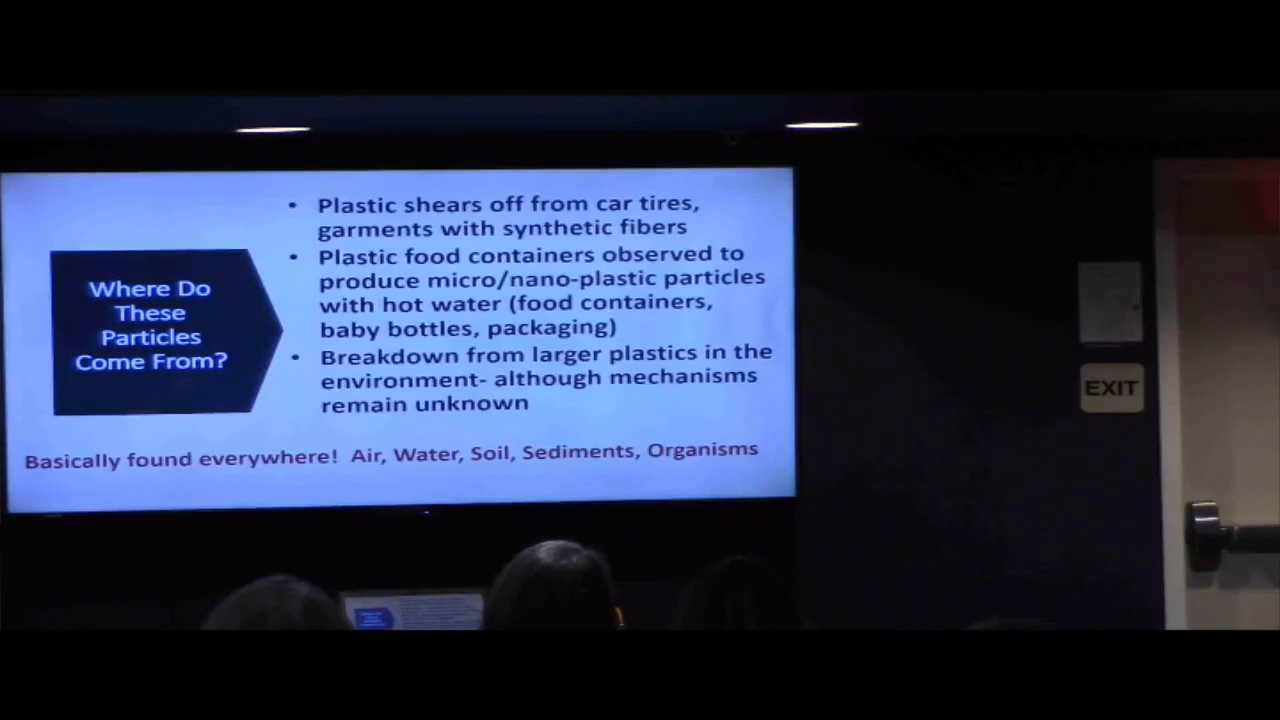 Where Do
These
Particles
Come From?
• Plastic shears off from car tires,
garments with synthetic fibers
• Plastic food containers observed to
produce micro/nano-plastic particles
with hot water (food containers,
baby bottles, packaging)
• Breakdown from larger plastics in the
environment- although mechanisms
remain unknown
Basically found everywhere! Air, Water, Soil, Sediments, Organisms
EXIT